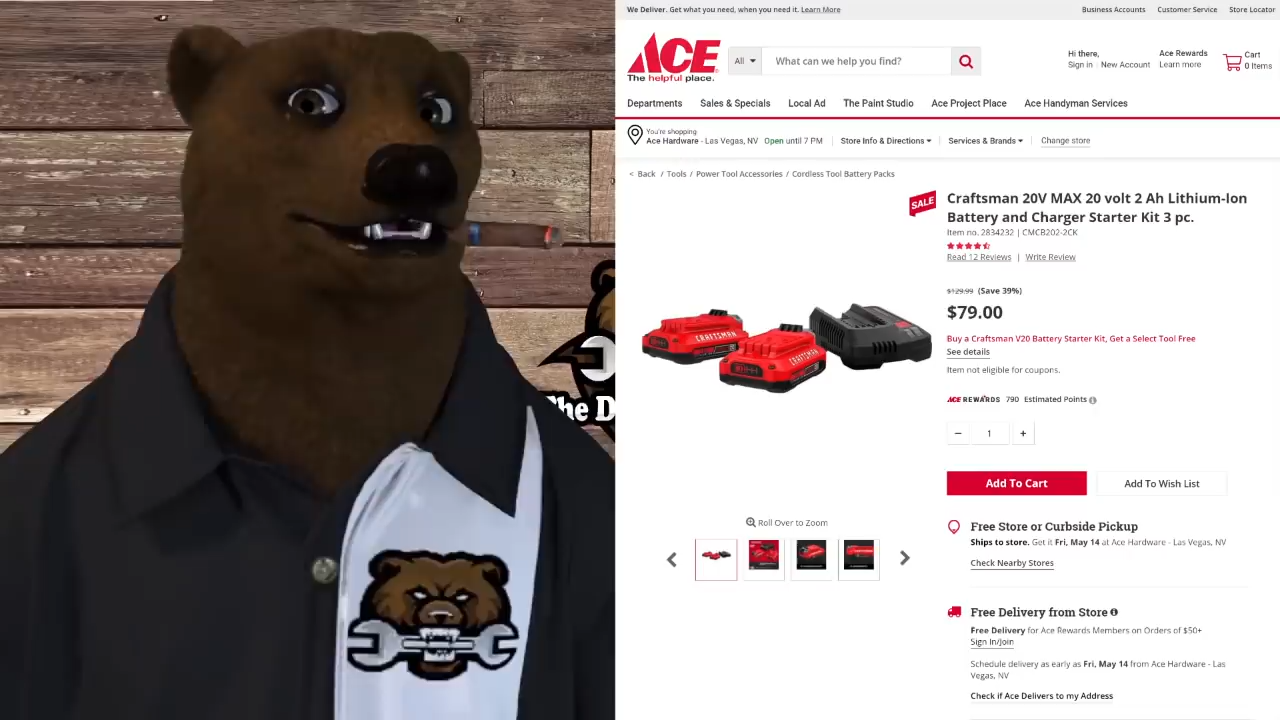 We Deliver. Get what you need, when you need it. Learn More
Business Accounts Customer Service Store Locator
ACE
The helpful place.
All
What can we help you find?
Hi there,
Sign in New Account
Ace Rewards
Learn more
Cart
0 Items
Departments Sales & Specials Local Ad The Paint Studio Ace Project Place Ace Handyman Services
You're shopping
Ace Hardware - Las Vegas, NV Open until 7 PM Store Info & Directions Services & Brands Change store
< Back / Tools / Power Tool Accessories / Cordless Tool Battery Packs
SALE
Craftsman 20V MAX 20 volt 2 Ah Lithium-Ion
Battery and Charger Starter Kit 3 pc.
Item no. 2834232 | CMCB202-2CK
Read 12 Reviews | Write Review
$129.99 (Save 39%)
$79.00
Buy a Craftsman V20 Battery Starter Kit, Get a Select Tool Free
See details
Item not eligible for coupons.
ACE REWARDS 790 Estimated Points
− 1 +
Add To Cart Add To Wish List
CRAFTSMAN
CRAFTSMAN
Roll Over to Zoom
Free Store or Curbside Pickup
Ships to store. Get it Fri, May 14 at Ace Hardware - Las Vegas, NV
Check Nearby Stores
Free Delivery from Store
Free Delivery for Ace Rewards Members on Orders of $50+
Sign In/Join
Schedule delivery as early as Fri, May 14 from Ace Hardware - Las
Vegas, NV
Check if Ace Delivers to my Address
The D